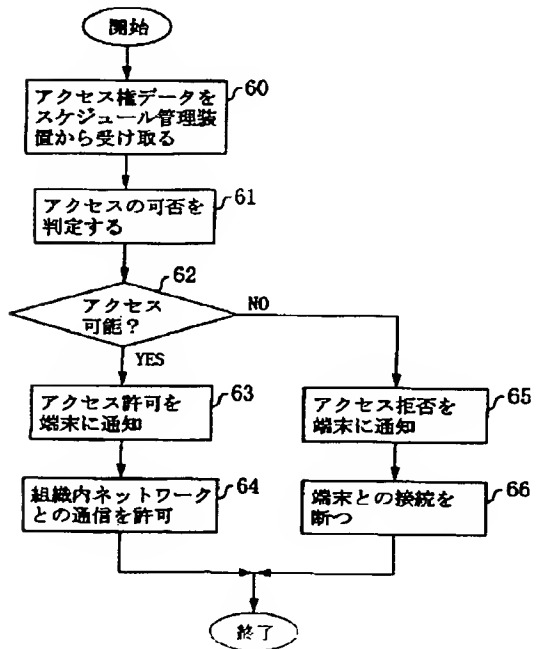 開始
アクセス権データを
スケジュール管理装
置から受け取る
60
アクセスの可否を
判定する
61
アクセス
可能?
62
NO
YES
アクセス許可を
端末に通知
63
アクセス拒否を
端末に通知
65
組織内ネットワーク
との通信を許可
64
端末との接続を
断つ
66
終了